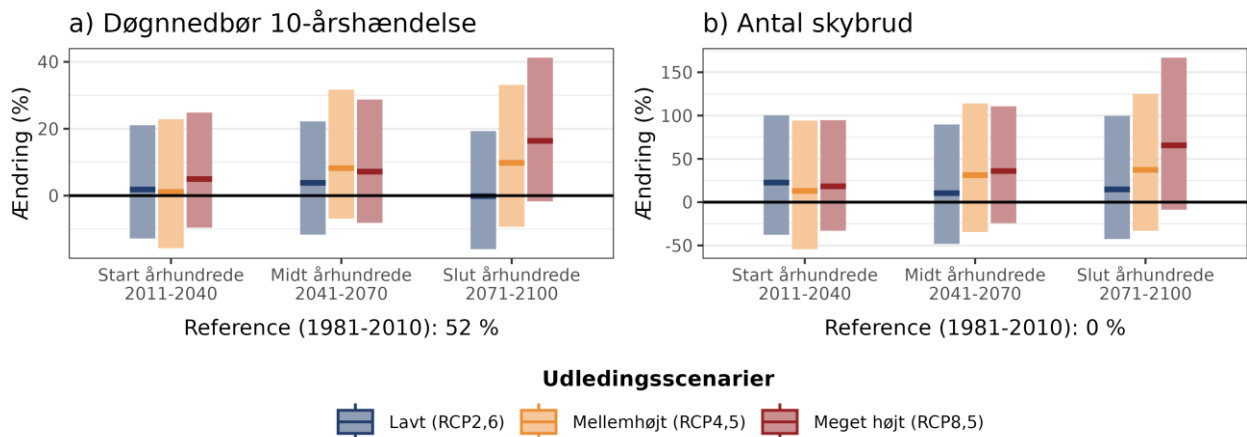 a) Døgnnedbør 10-årshændelse
Ændring (%)
40
20
0
Start århundrede
2011-2040
Midt århundrede
2041-2070
Slut århundrede
2071-2100
Reference (1981-2010): 52 %
b) Antal skybrud
Ændring (%)
150
100
50
0
-50
Start århundrede
2011-2040
Midt århundrede
2041-2070
Slut århundrede
2071-2100
Reference (1981-2010): 0 %
Udledingsscenarier
Lavt (RCP2,6)
Mellemhøjt (RCP4,5)
Meget højt (RCP8,5)